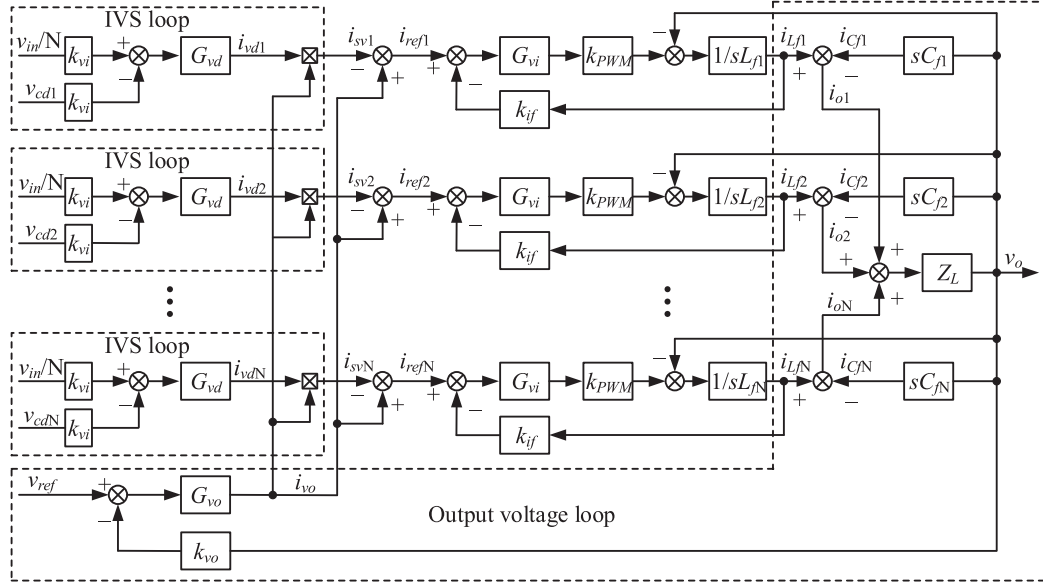 IVS loop
v_in/N k_vi + − G_vd i_vd1 i_sv1 − + i_ref1 + − G_vi k_PWM − 1/sL_f1 i_Lf1 + − i_Cf1 sC_f1
v_cd1 k_vi k_if i_o1
IVS loop
v_in/N k_vi + − G_vd i_vd2 i_sv2 − + i_ref2 + − G_vi k_PWM − 1/sL_f2 i_Lf2 + − i_Cf2 sC_f2
v_cd2 k_vi k_if i_o2
+ + + Z_L v_o
i_oN
IVS loop
v_in/N k_vi + − G_vd i_vdN i_svN − + i_refN + − G_vi k_PWM − 1/sL_fN i_LfN + − i_CfN sC_fN
v_cdN k_vi k_if
v_ref + − G_vo i_vo
Output voltage loop
k_vo